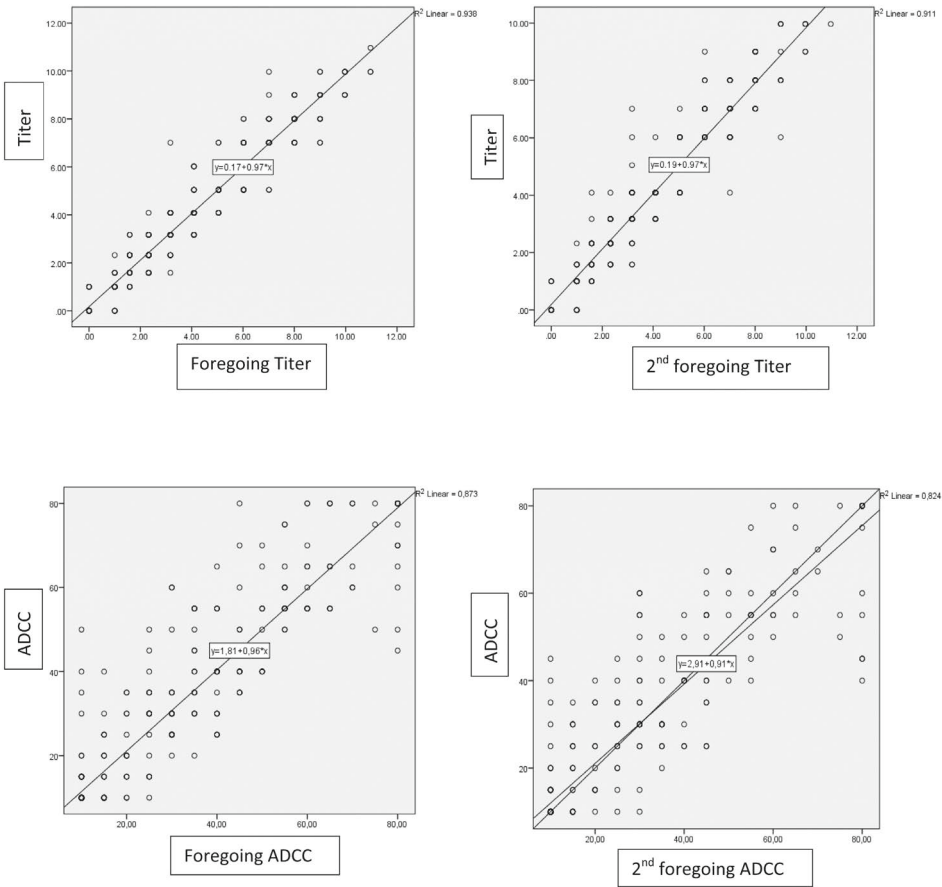 R² Linear = 0.938
12.00
10.00
8.00
6.00
4.00
2.00
.00
Titer
y=0.17+0.97*x
.00 2.00 4.00 6.00 8.00 10.00 12.00
Foregoing Titer
R² Linear = 0.911
10.00
8.00
6.00
4.00
2.00
.00
Titer
y=0.19+0.97*x
.00 2.00 4.00 6.00 8.00 10.00 12.00
2nd foregoing Titer
R² Linear = 0,873
80
60
40
20
ADCC
y=1,81+0,96*x
20,00 40,00 60,00 80,00
Foregoing ADCC
R² Linear = 0,824
80
60
40
20
ADCC
y=2,91+0,91*x
20,00 40,00 60,00 80,00
2nd foregoing ADCC